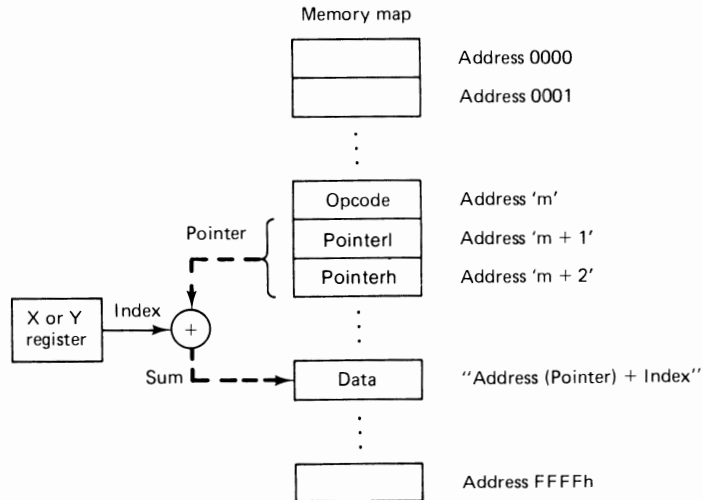 Memory map
Address 0000
Address 0001
Opcode
Address 'm'
Pointer
Pointerl
Address 'm + 1'
Pointerh
Address 'm + 2'
X or Y
register
Index
+
Sum
Data
"Address (Pointer) + Index"
Address FFFFh